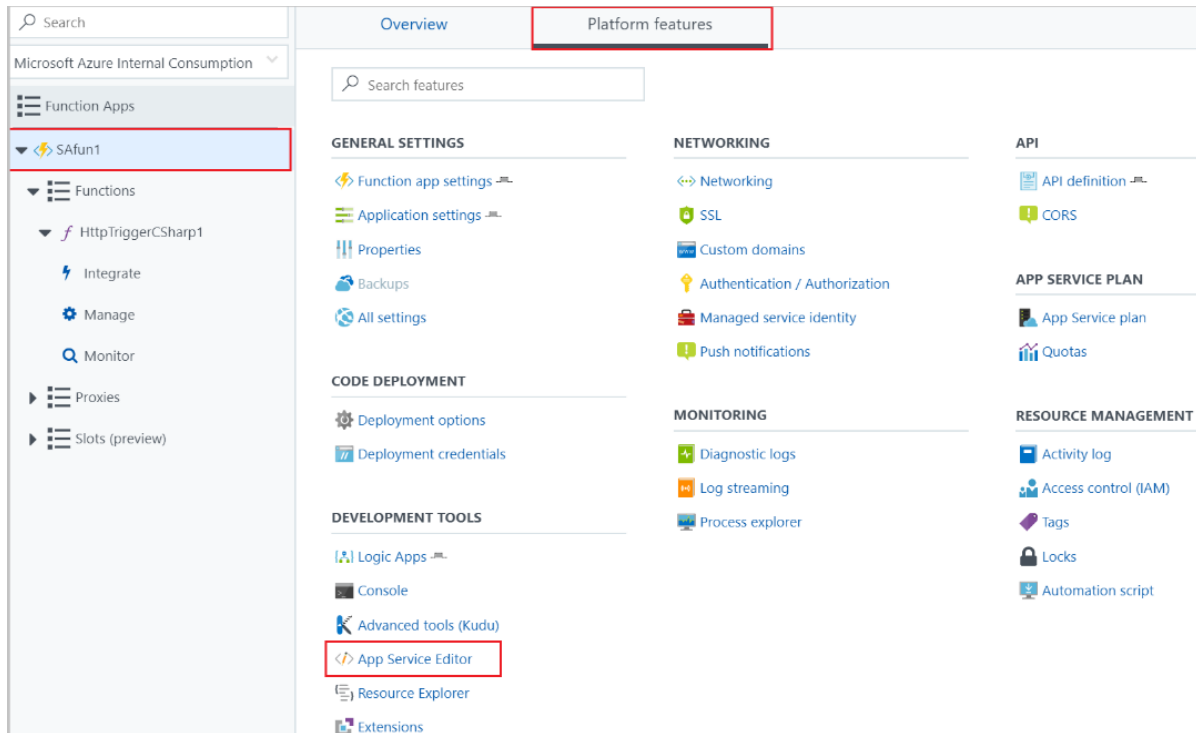 Search
Microsoft Azure Internal Consumption
Function Apps
SAfun1
Functions
HttpTriggerCSharp1
Integrate
Manage
Monitor
Proxies
Slots (preview)
Overview
Platform features
Search features
GENERAL SETTINGS
Function app settings
Application settings
Properties
Backups
All settings
CODE DEPLOYMENT
Deployment options
Deployment credentials
DEVELOPMENT TOOLS
Logic Apps
Console
Advanced tools (Kudu)
App Service Editor
Resource Explorer
Extensions
NETWORKING
Networking
SSL
Custom domains
Authentication / Authorization
Managed service identity
Push notifications
MONITORING
Diagnostic logs
Log streaming
Process explorer
API
API definition
CORS
APP SERVICE PLAN
App Service plan
Quotas
RESOURCE MANAGEMENT
Activity log
Access control (IAM)
Tags
Locks
Automation script